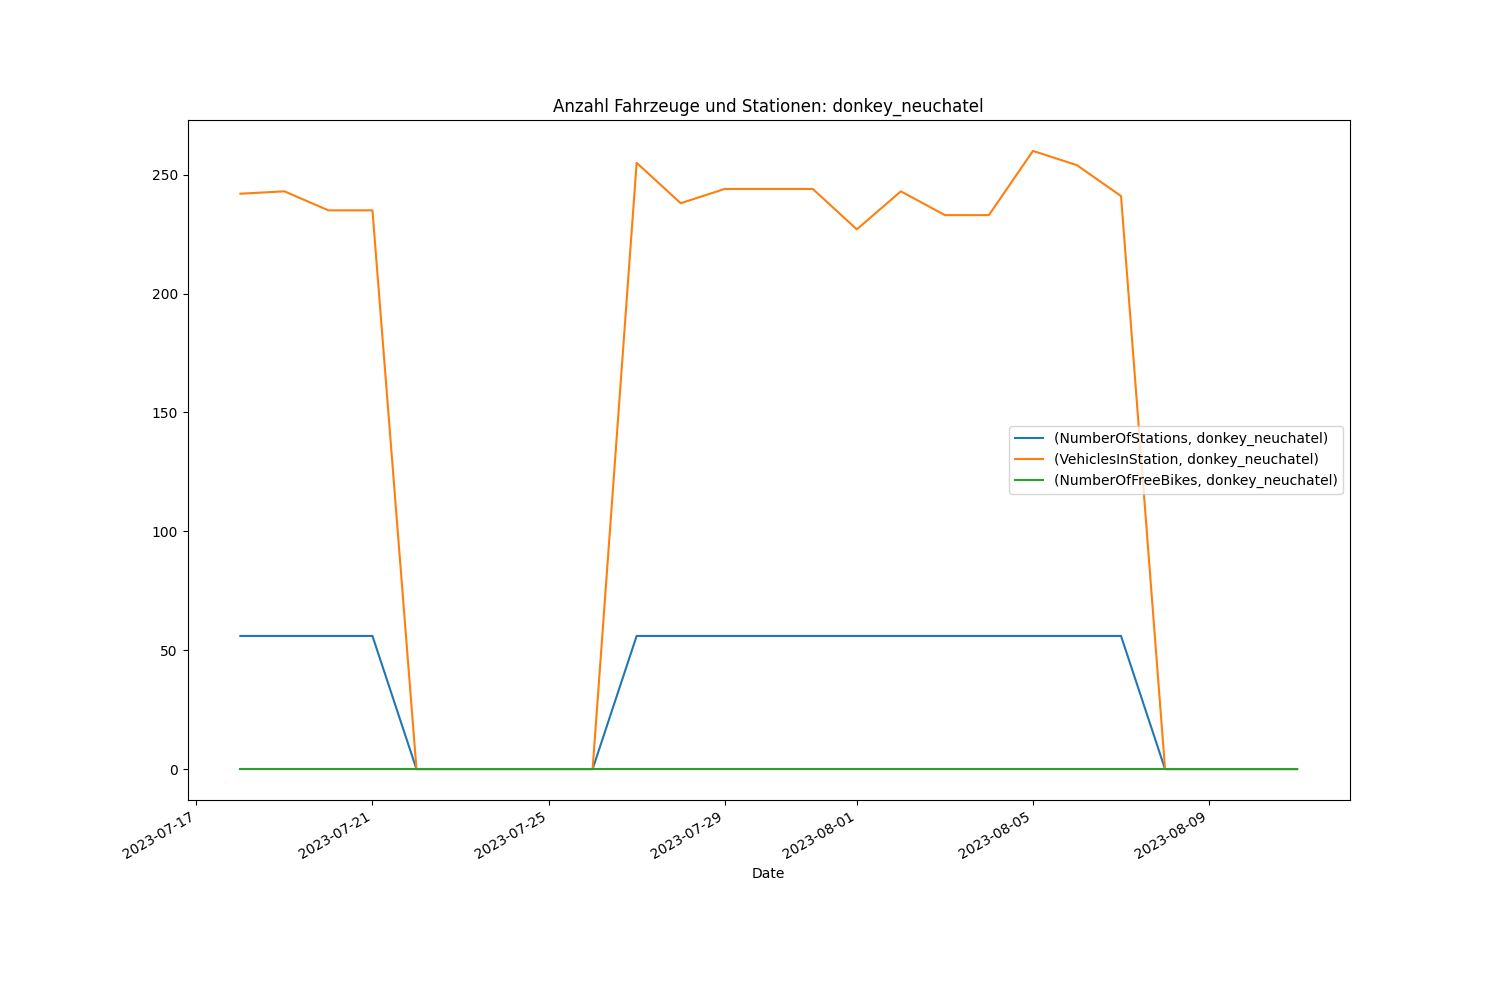 Anzahl Fahrzeuge und Stationen: donkey_neuchatel
250
200
150
100
50
0
(NumberOfStations, donkey_neuchatel)
(VehiclesInStation, donkey_neuchatel)
(NumberOfFreeBikes, donkey_neuchatel)
2023-07-17
2023-07-21
2023-07-25
2023-07-29
2023-08-01
2023-08-05
2023-08-09
Date